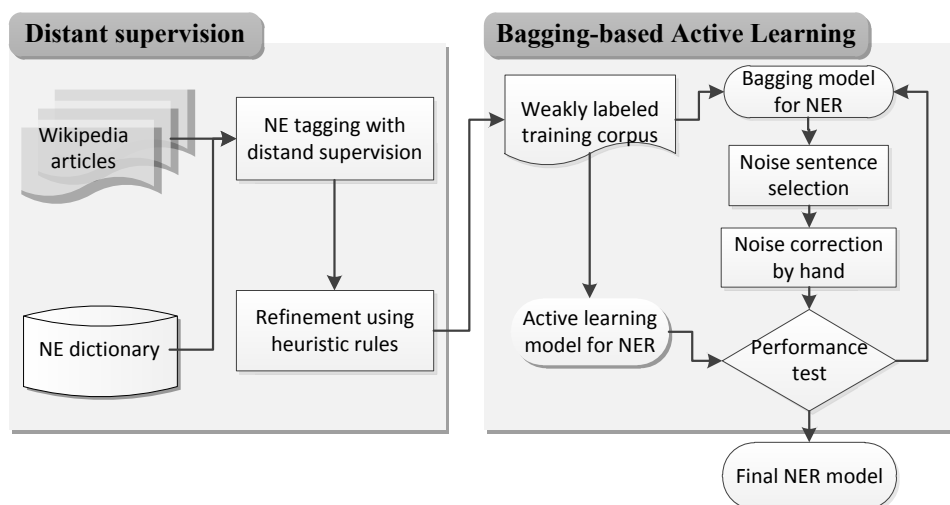 Distant supervision
Wikipedia
articles
NE dictionary
NE tagging with
distand supervision
Refinement using
heuristic rules
Bagging-based Active Learning
Weakly labeled
training corpus
Active learning
model for NER
Bagging model
for NER
Noise sentence
selection
Noise correction
by hand
Performance
test
Final NER model